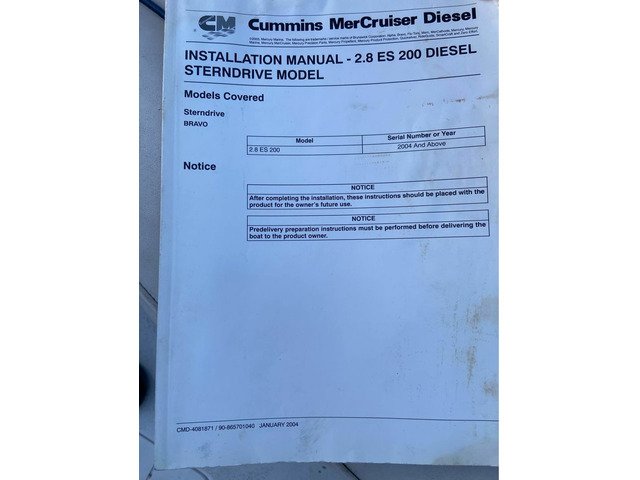 CM Cummins MerCruiser Diesel
INSTALLATION MANUAL - 2.8 ES 200 DIESEL
STERNDRIVE MODEL
Models Covered
Sterndrive
BRAVO
Model
Serial Number or Year
2.8 ES 200
2004 And Above
Notice
NOTICE
After completing the installation, these instructions should be placed with the
product for the owner's future use.
NOTICE
Predelivery preparation instructions must be performed before delivering the
boat to the product owner.
CMD-4081871 / 90-865701040 JANUARY 2004